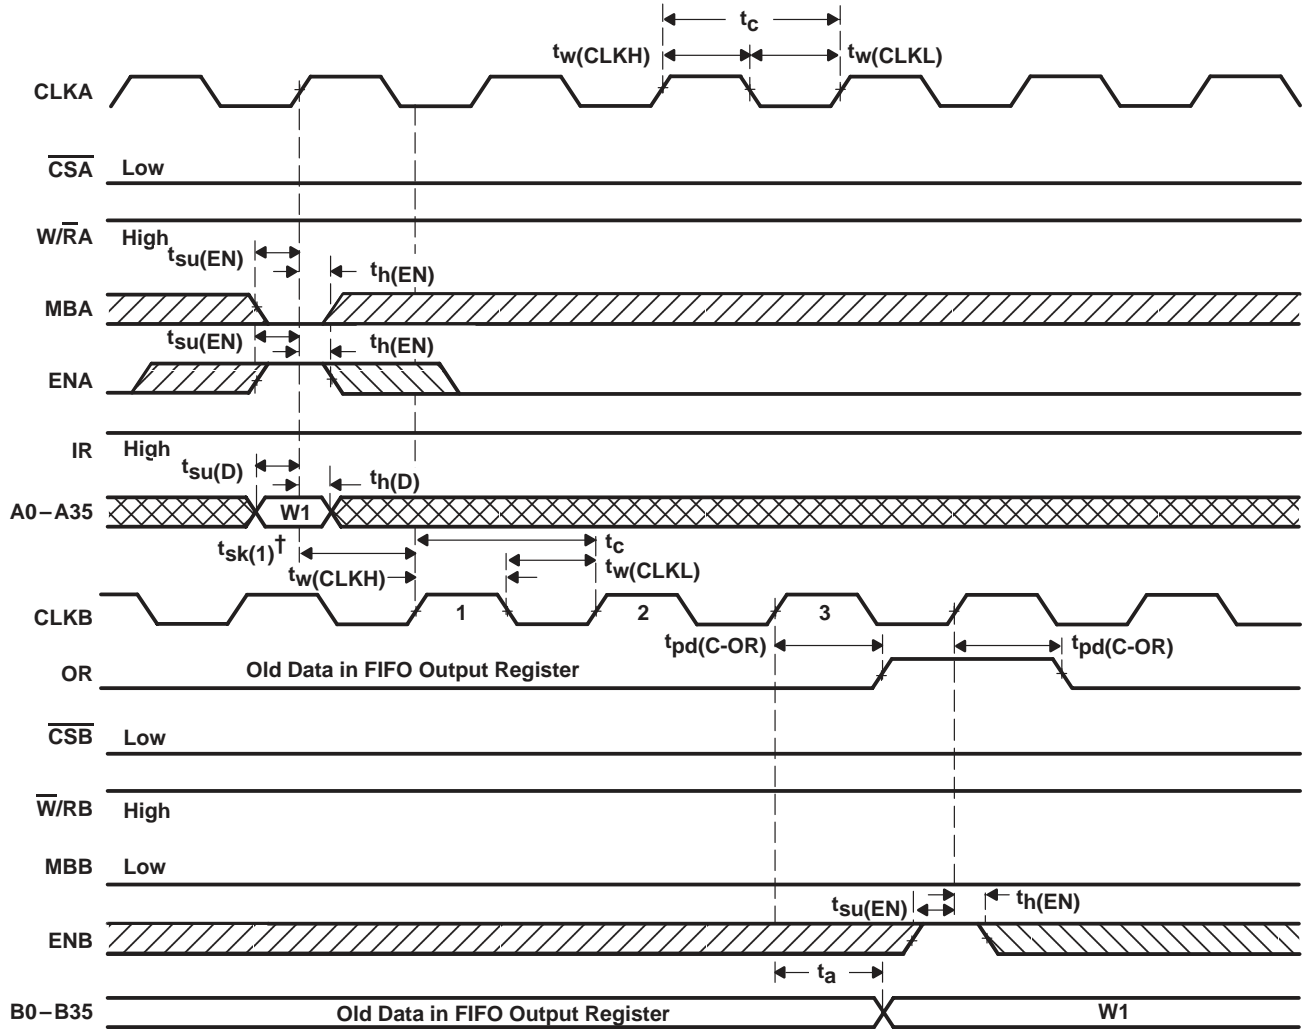 tc
tw(CLKH)
tw(CLKL)
CLKA
CSA Low
W/RA High
tsu(EN)
th(EN)
MBA
tsu(EN)
th(EN)
ENA
IR High
tsu(D)
th(D)
A0–A35 W1
tsk(1)†
tc
tw(CLKH)
tw(CLKL)
CLKB 1 2 3
tpd(C-OR)
tpd(C-OR)
OR Old Data in FIFO Output Register
CSB Low
W/RB High
MBB Low
tsu(EN)
th(EN)
ENB
ta
B0–B35 Old Data in FIFO Output Register W1